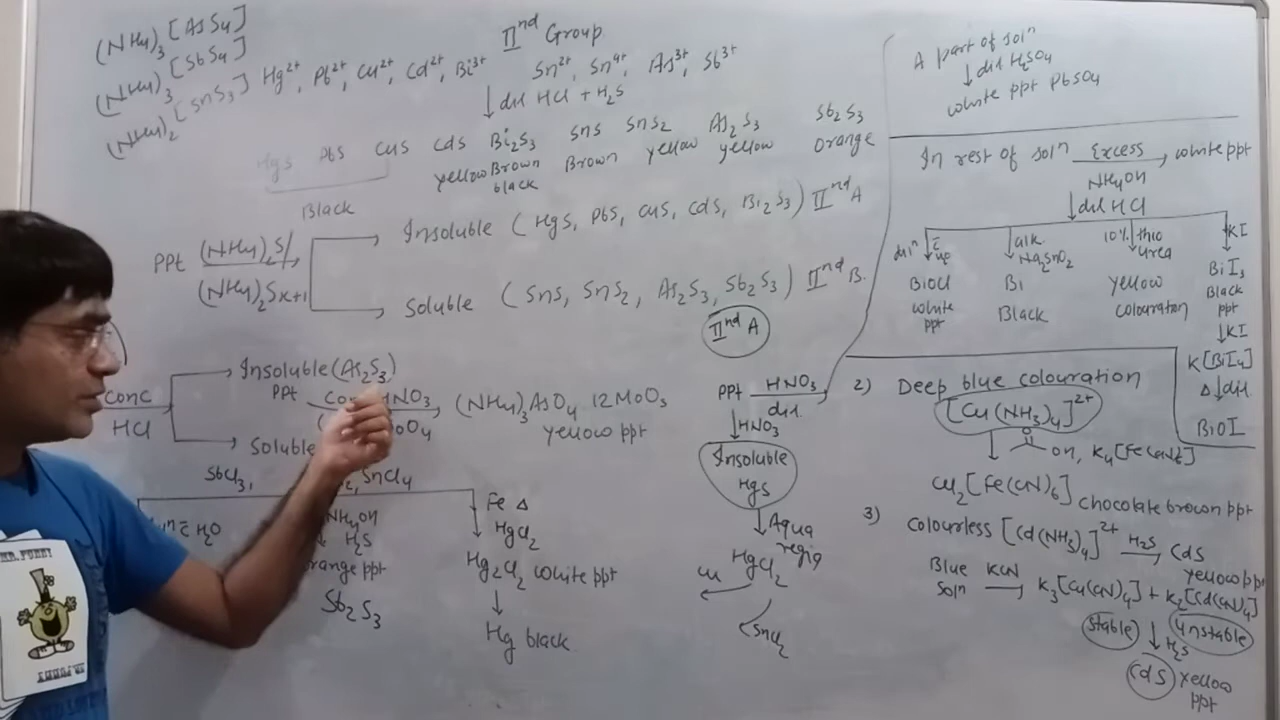 (NH4)3 [AsS4]
(NH4)3 [SbS4]
(NH4)2 [SnS3]
IInd Group
Hg2+, Pb2+, Cu2+, Cd2+, Bi3+ Sn2+, Sn4+, As3+, Sb3+
↓ dil HCl + H2S
HgS PbS CuS CdS Bi2S3 SnS SnS2 As2S3 Sb2S3
Black yellow Brown black Brown yellow yellow orange
PPt (NH4)2S/
(NH4)2Sx+1
Insoluble (HgS, PbS, CuS, CdS, Bi2S3) IInd A
Soluble (SnS, SnS2, As2S3, Sb2S3) IInd B.
conc
HCl
Insoluble (As2S3)
PPt HNO3, (NH4)3AsO4 12MoO3
yellow ppt
Soluble
SbCl3, SnCl4
H2O
NH4OH
H2S
ppt
Sb2S3
Fe Δ
↓ HgCl2
Hg2Cl2 white ppt
↓
Hg black
IInd A
PPt HNO3
dil.
↓ HNO3
Insoluble
HgS
↓ Aqua regia
HgCl2
Cu
SnCl2
A part of soln
↓ dil H2SO4
white ppt PbSO4
In rest of soln Excess → white ppt
NH4OH
↓ dil HCl
BiOCl
white
ppt
alk
Na2SnO2
Bi
Black
10% thio
urea
yellow
colouration
KI
BiI3
Black
ppt
↓ KI
K[BiI4]
Δ ↓ dil.
BiOI
2) Deep blue colouration
[Cu(NH3)4]2+
OH, K4[Fe(CN)6]
Cu2[Fe(CN)6] chocolate brown ppt
3) Colourless [Cd(NH3)4]2+ H2S → CdS
yellow ppt
Blue
soln KCN → K3[Cu(CN)4] + K2[Cd(CN)4]
stable unstable
↓ H2S
CdS yellow
ppt